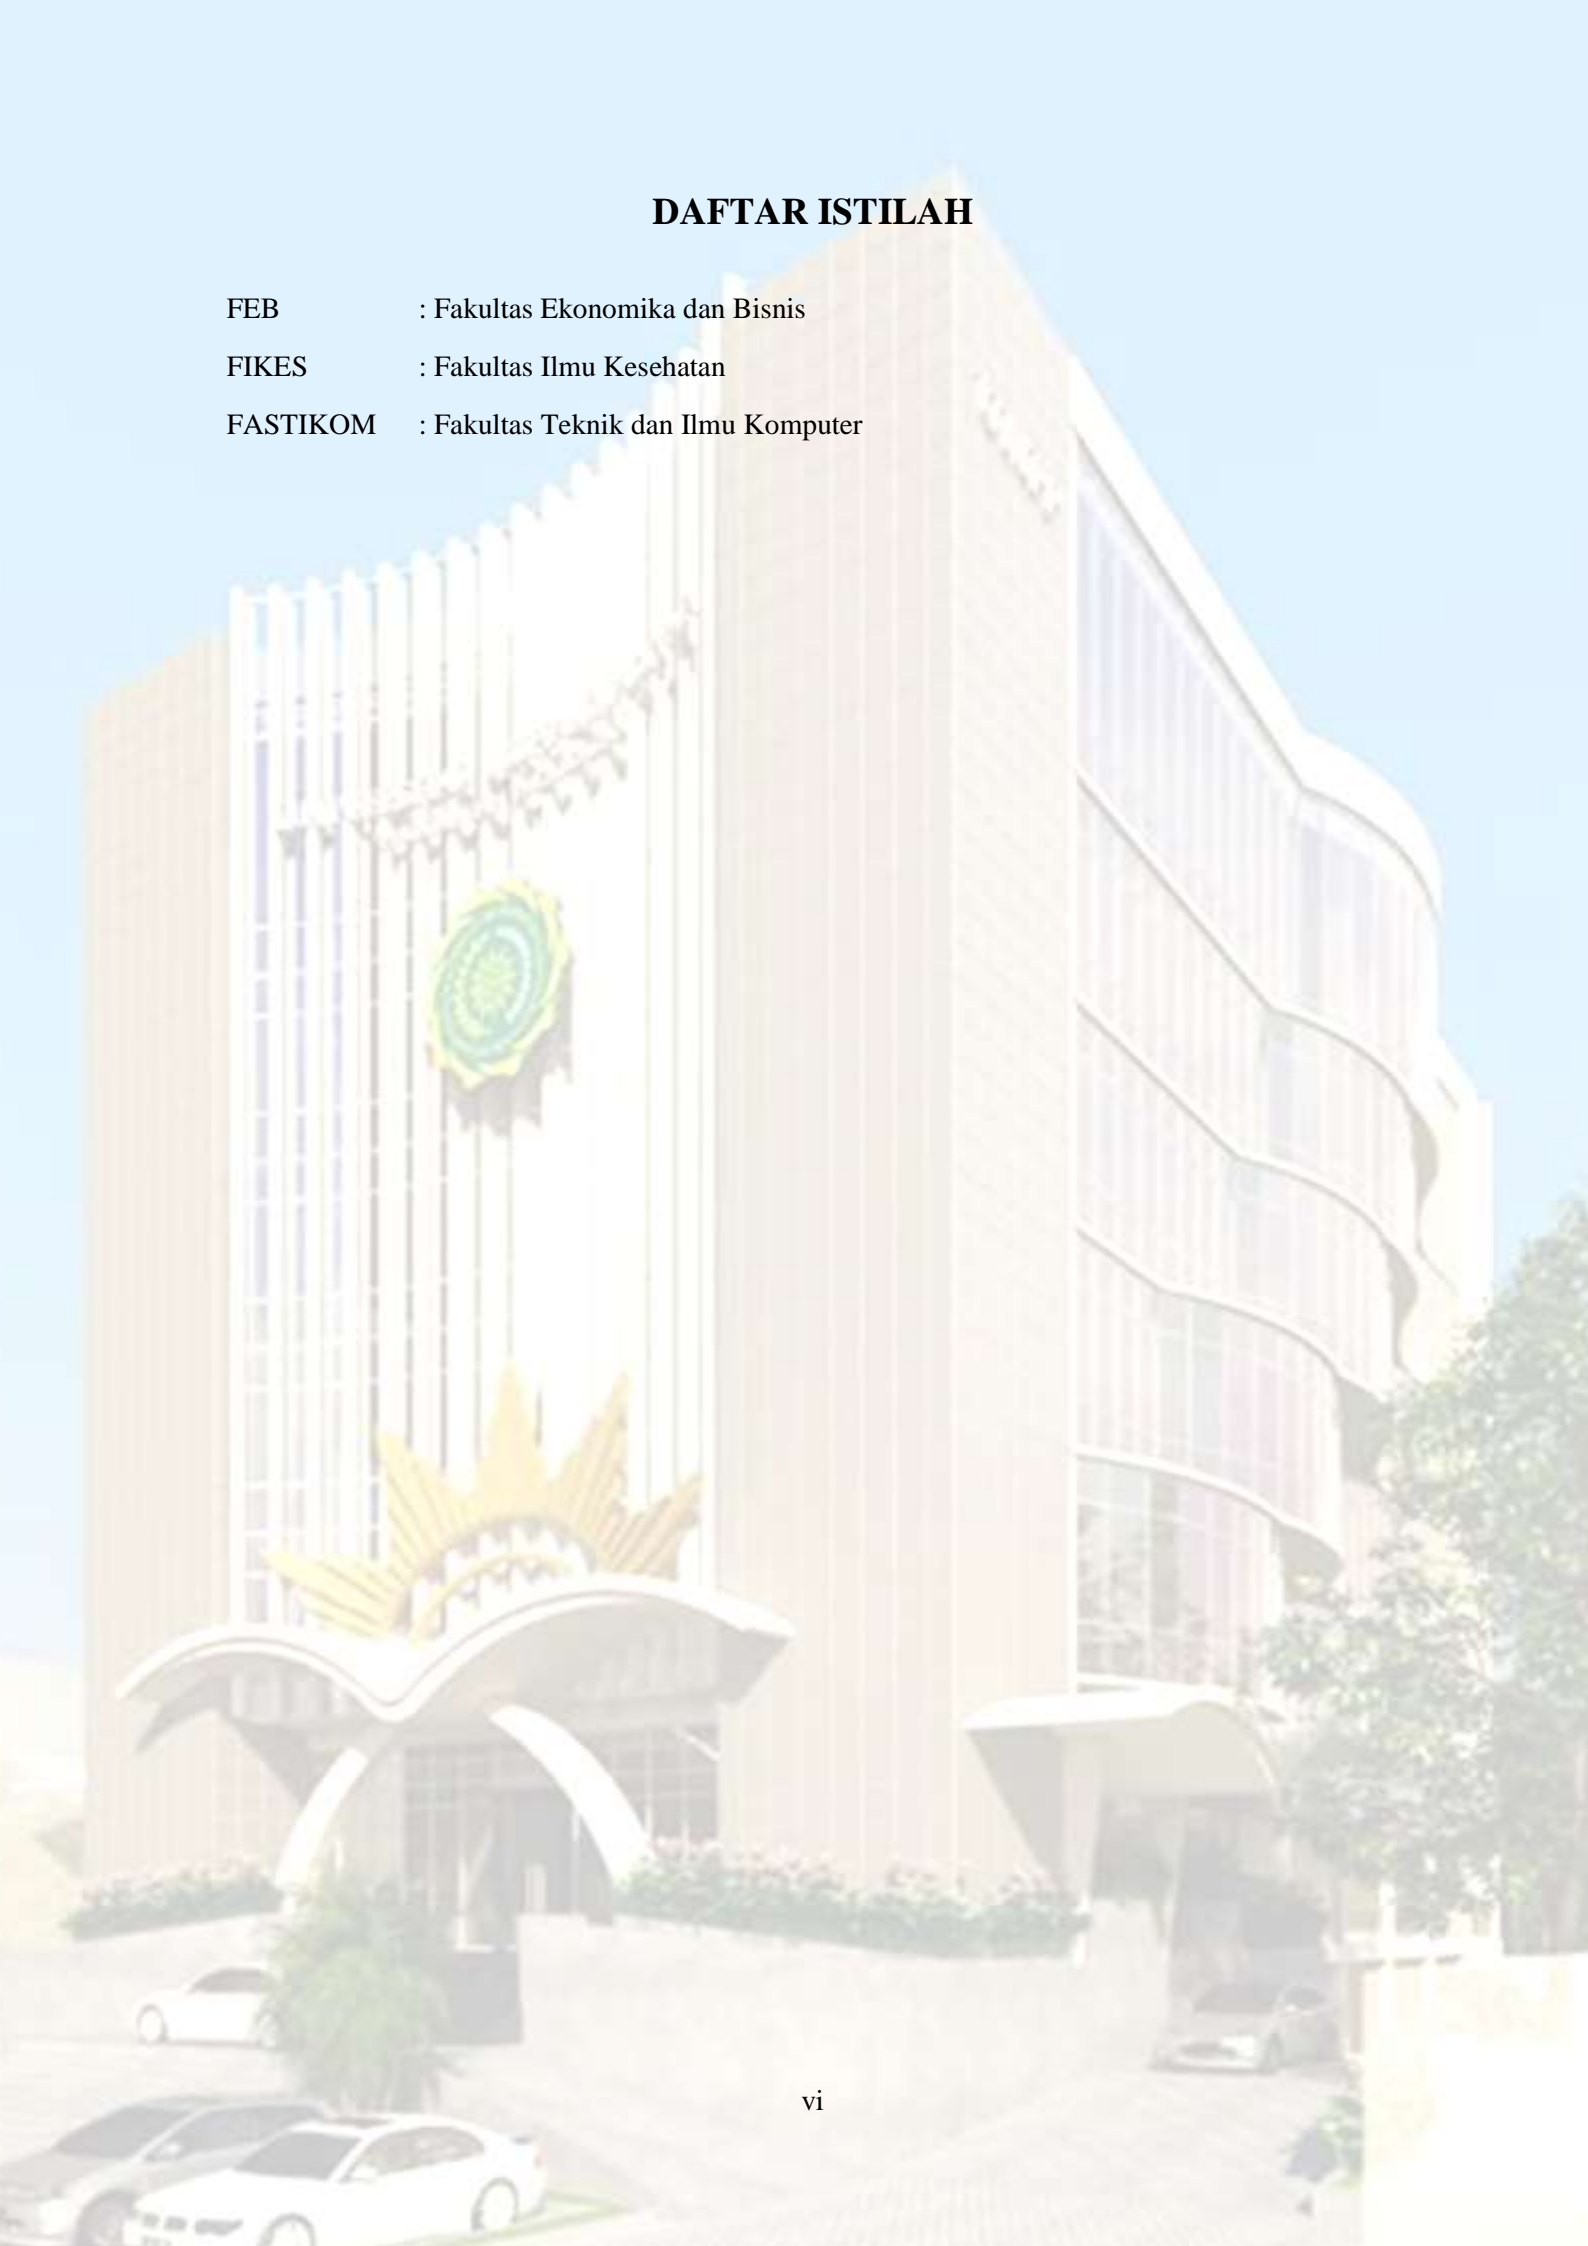 DAFTAR ISTILAH
FEB : Fakultas Ekonomika dan Bisnis
FIKES : Fakultas Ilmu Kesehatan
FASTIKOM : Fakultas Teknik dan Ilmu Komputer
vi